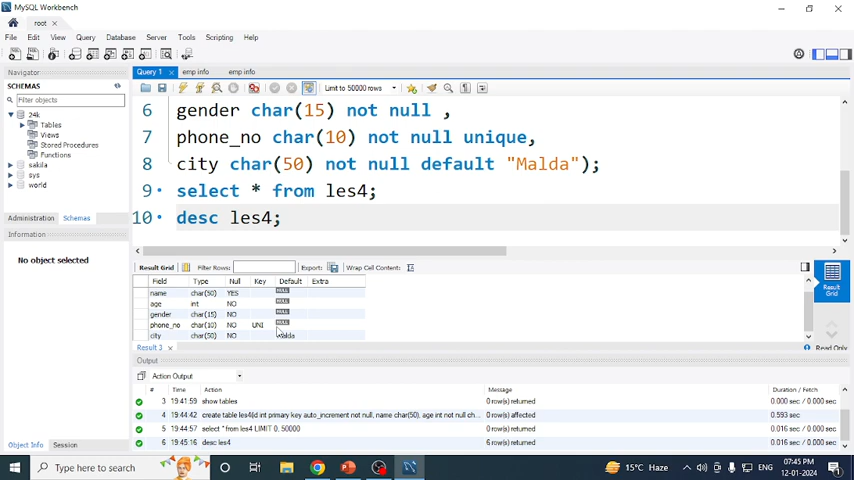 MySQL Workbench
root
File Edit View Query Database Server Tools Scripting Help
Navigator
SCHEMAS
Filter objects
24k
Tables
Views
Stored Procedures
Functions
sakila
sys
world
Administration Schemas
Information
No object selected
Object Info Session
Query 1 emp info emp info
Limit to 50000 rows
6 gender char(15) not null ,
7 phone_no char(10) not null unique,
8 city char(50) not null default "Malda");
9 select * from les4;
10 desc les4;
Result Grid Filter Rows: Export: Wrap Cell Content:
Field Type Null Key Default Extra
name char(50) YES NULL
age int NO NULL
gender char(15) NO NULL
phone_no char(10) NO UNI NULL
city char(50) NO Malda
Result Grid
Result 3 Read Only
Output
Action Output
# Time Action Message Duration / Fetch
3 19:41:59 show tables 0 row(s) returned 0.000 sec / 0.000 sec
4 19:44:42 create table les4(id int primary key auto_increment not null, name char(50), age int not null ch... 0 row(s) affected 0.593 sec
5 19:44:57 select * from les4 LIMIT 0, 50000 0 row(s) returned 0.016 sec / 0.000 sec
6 19:45:16 desc les4 6 row(s) returned 0.016 sec / 0.000 sec
Type here to search
15°C Haze
ENG
07:45 PM
12-01-2024